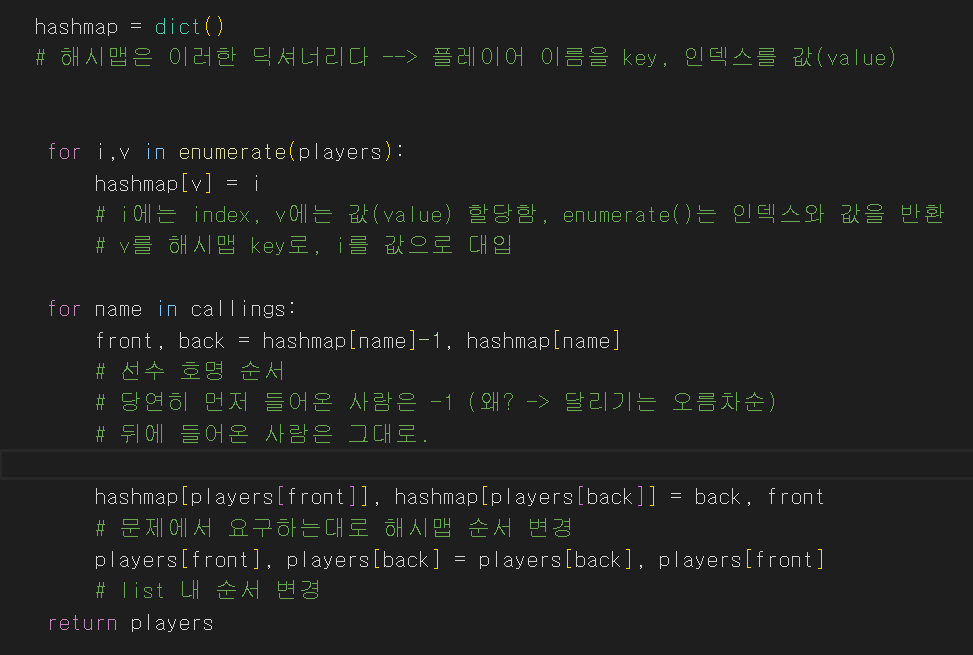 hashmap = dict()
# 해시맵은 이러한 딕셔너리다 --> 플레이어 이름을 key, 인덱스를 값(value)
for i,v in enumerate(players):
hashmap[v] = i
# i에는 index, v에는 값(value) 할당함, enumerate()는 인덱스와 값을 반환
# v를 해시맵 key로, i를 값으로 대입
for name in callings:
front, back = hashmap[name]-1, hashmap[name]
# 선수 호명 순서
# 당연히 먼저 들어온 사람은 -1 (왜? -> 달리기는 오름차순)
# 뒤에 들어온 사람은 그대로.
hashmap[players[front]], hashmap[players[back]] = back, front
# 문제에서 요구하는대로 해시맵 순서 변경
players[front], players[back] = players[back], players[front]
# list 내 순서 변경
return players